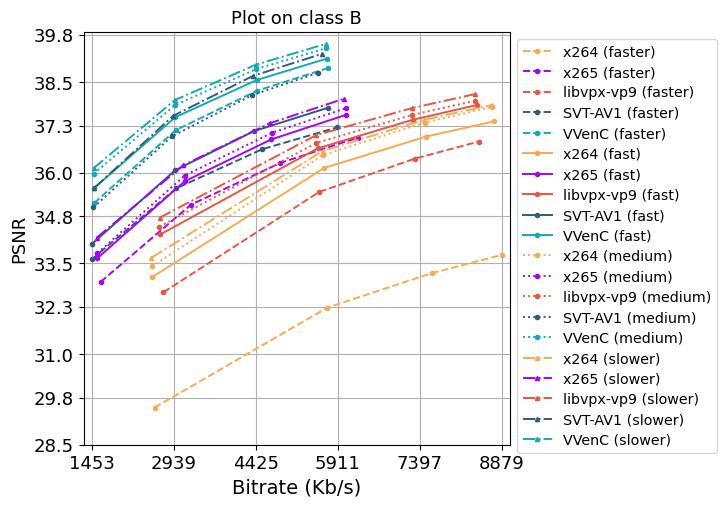 Plot on class B
PSNR
39.8
38.5
37.3
36.0
34.8
33.5
32.3
31.0
29.8
28.5
1453 2939 4425 5911 7397 8879
Bitrate (Kb/s)
x264 (faster)
x265 (faster)
libvpx-vp9 (faster)
SVT-AV1 (faster)
VVenC (faster)
x264 (fast)
x265 (fast)
libvpx-vp9 (fast)
SVT-AV1 (fast)
VVenC (fast)
x264 (medium)
x265 (medium)
libvpx-vp9 (medium)
SVT-AV1 (medium)
VVenC (medium)
x264 (slower)
x265 (slower)
libvpx-vp9 (slower)
SVT-AV1 (slower)
VVenC (slower)